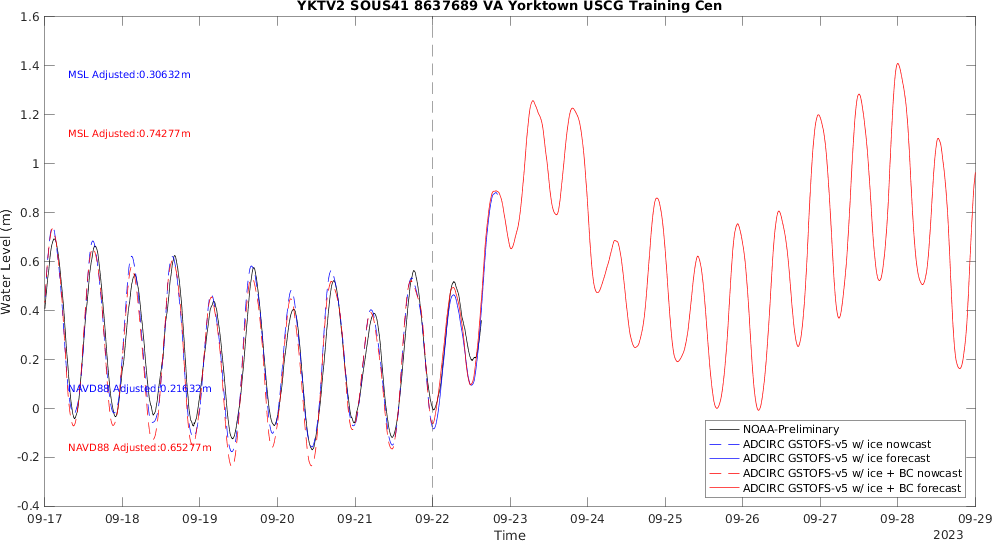 YKTV2 SOUS41 8637689 VA Yorktown USCG Training Cen
Water Level (m)
1.6
1.4
1.2
1
0.8
0.6
0.4
0.2
0
-0.2
-0.4
MSL Adjusted:0.30632m
MSL Adjusted:0.74277m
NAVD88 Adjusted:0.21632m
NAVD88 Adjusted:0.65277m
NOAA-Preliminary
ADCIRC GSTOFS-v5 w/ ice nowcast
ADCIRC GSTOFS-v5 w/ ice forecast
ADCIRC GSTOFS-v5 w/ ice + BC nowcast
ADCIRC GSTOFS-v5 w/ ice + BC forecast
09-17 09-18 09-19 09-20 09-21 09-22 09-23 09-24 09-25 09-26 09-27 09-28 09-29
Time
2023